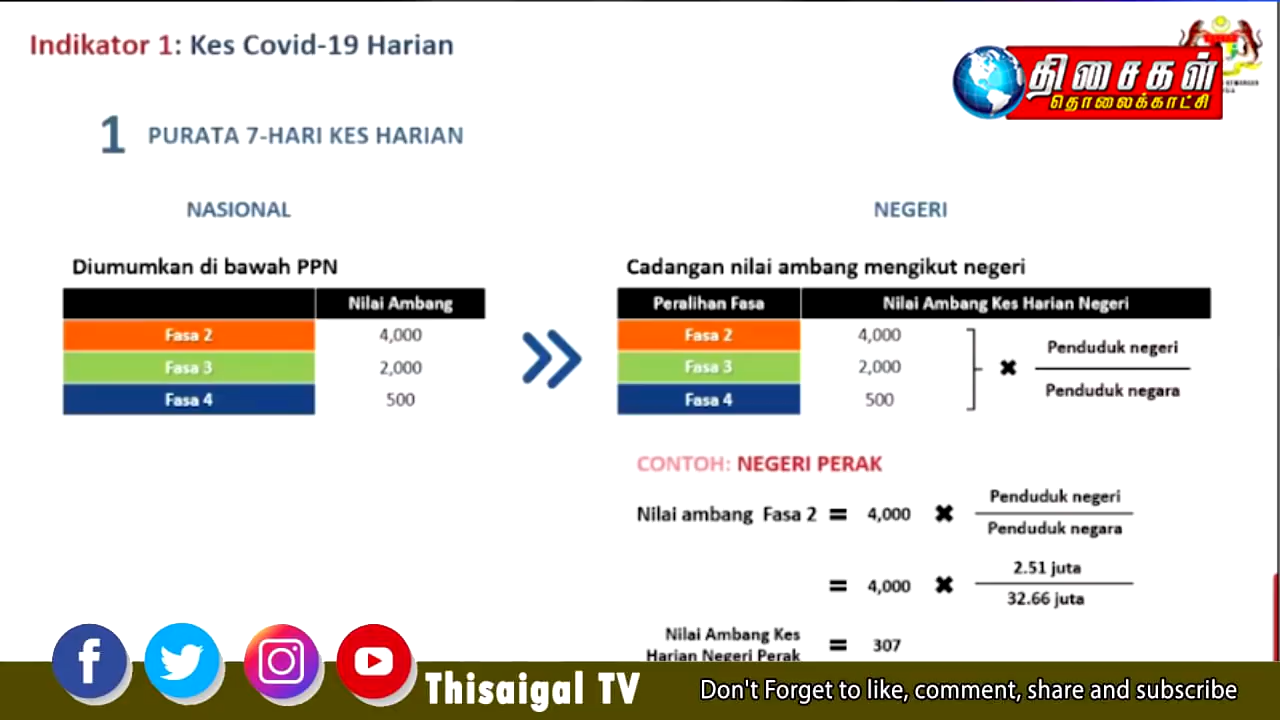 Indikator 1: Kes Covid-19 Harian
திசைகள்
தொலைக்காட்சி
1 PURATA 7-HARI KES HARIAN
NASIONAL
Diumumkan di bawah PPN
Nilai Ambang
Fasa 2 4,000
Fasa 3 2,000
Fasa 4 500
NEGERI
Cadangan nilai ambang mengikut negeri
Peralihan Fasa Nilai Ambang Kes Harian Negeri
Fasa 2 4,000
Fasa 3 2,000
Fasa 4 500
✖ Penduduk negeri
Penduduk negara
CONTOH: NEGERI PERAK
Nilai ambang Fasa 2 = 4,000 ✖ Penduduk negeri
Penduduk negara
= 4,000 ✖ 2.51 juta
32.66 juta
Nilai Ambang Kes
Harian Negeri Perak = 307
Thisaigal TV
Don't Forget to like, comment, share and subscribe